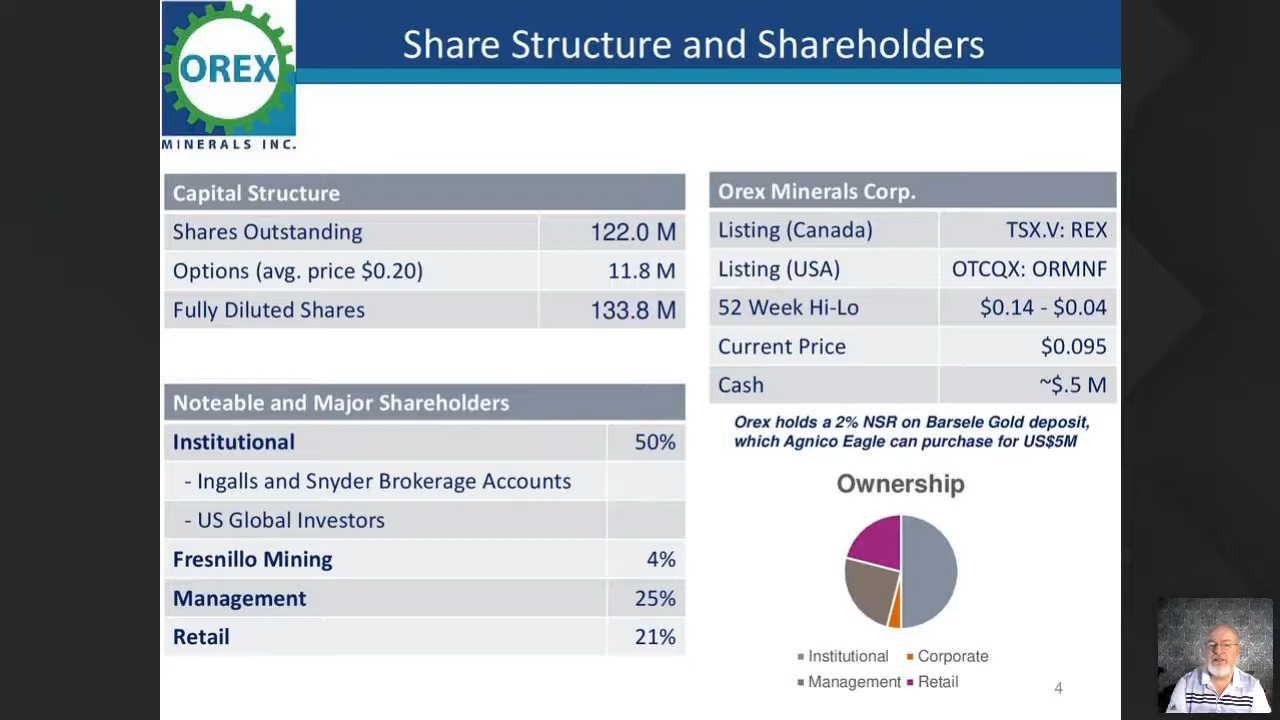 Share Structure and Shareholders
OREX
MINERALS INC.
Capital Structure
Shares Outstanding 122.0 M
Options (avg. price $0.20) 11.8 M
Fully Diluted Shares 133.8 M
Noteable and Major Shareholders
Institutional 50%
- Ingalls and Snyder Brokerage Accounts
- US Global Investors
Fresnillo Mining 4%
Management 25%
Retail 21%
Orex Minerals Corp.
Listing (Canada) TSX.V: REX
Listing (USA) OTCQX: ORMNF
52 Week Hi-Lo $0.14 - $0.04
Current Price $0.095
Cash ~$.5 M
Orex holds a 2% NSR on Barsele Gold deposit,
which Agnico Eagle can purchase for US$5M
Ownership
Institutional Corporate
Management Retail
4